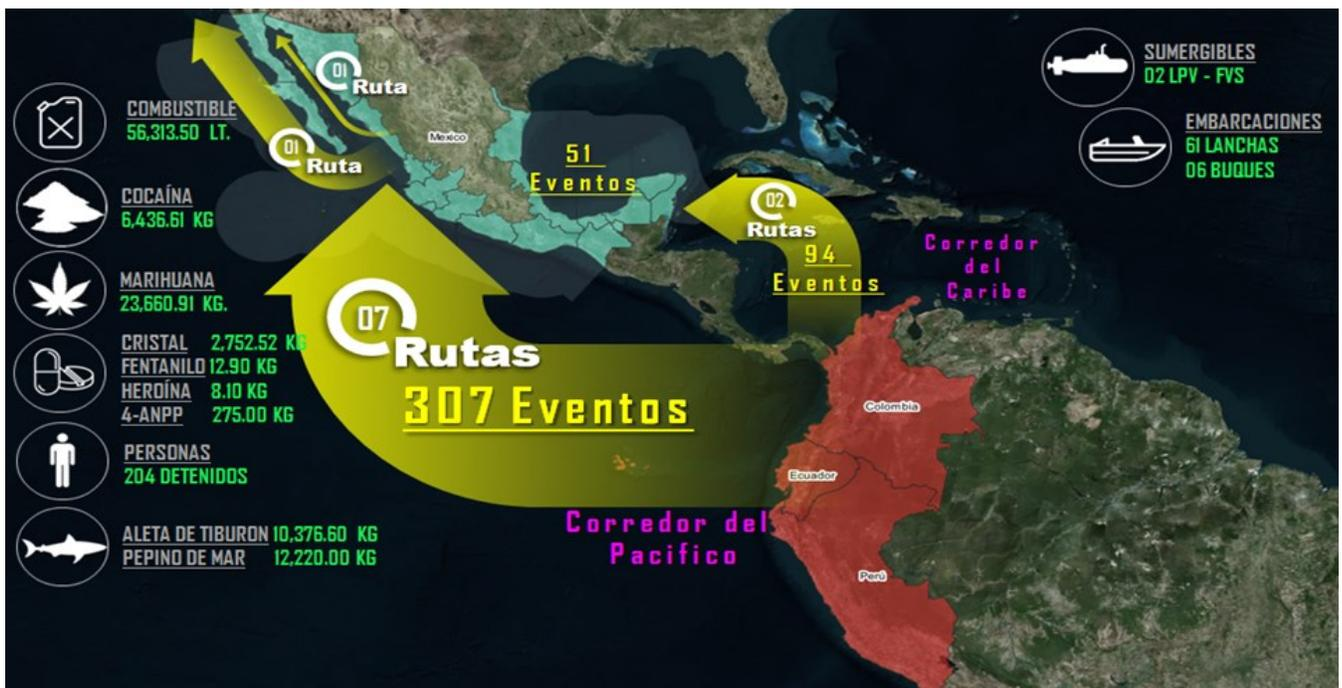 COMBUSTIBLE
56,313.50 LT.
COCAÍNA
6,436.61 KG
MARIHUANA
23,660.91 KG.
CRISTAL 2,752.52 KG
FENTANILO 12.90 KG
HEROÍNA 8.10 KG
4-ANPP 275.00 KG
PERSONAS
204 DETENIDOS
ALETA DE TIBURON 10,376.60 KG
PEPINO DE MAR 12,220.00 KG
01
Ruta
01
Ruta
Mexico
51
Eventos
02
Rutas
94
Eventos
07
Rutas
307 Eventos
Corredor
del
Caribe
Corredor del
Pacifico
Colombia
Ecuador
Perú
SUMERGIBLES
02 LPV - FVS
EMBARCACIONES
61 LANCHAS
06 BUQUES